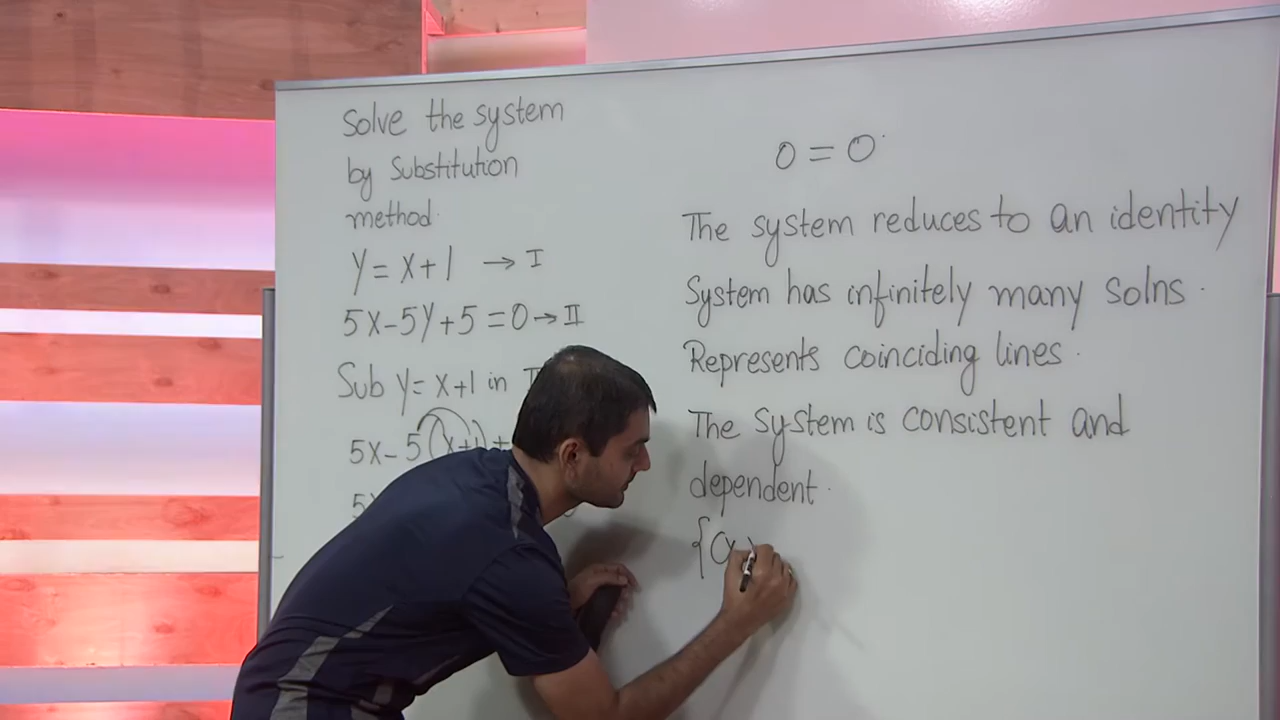 Solve the system
by Substitution
method.
y = x+1 → I
5x-5y+5=0→II
Sub y= x+1 in
5x- 5(x+1)+
0=0
The system reduces to an identity
System has infinitely many solns.
Represents coinciding lines.
The system is consistent and
dependent.
{(x